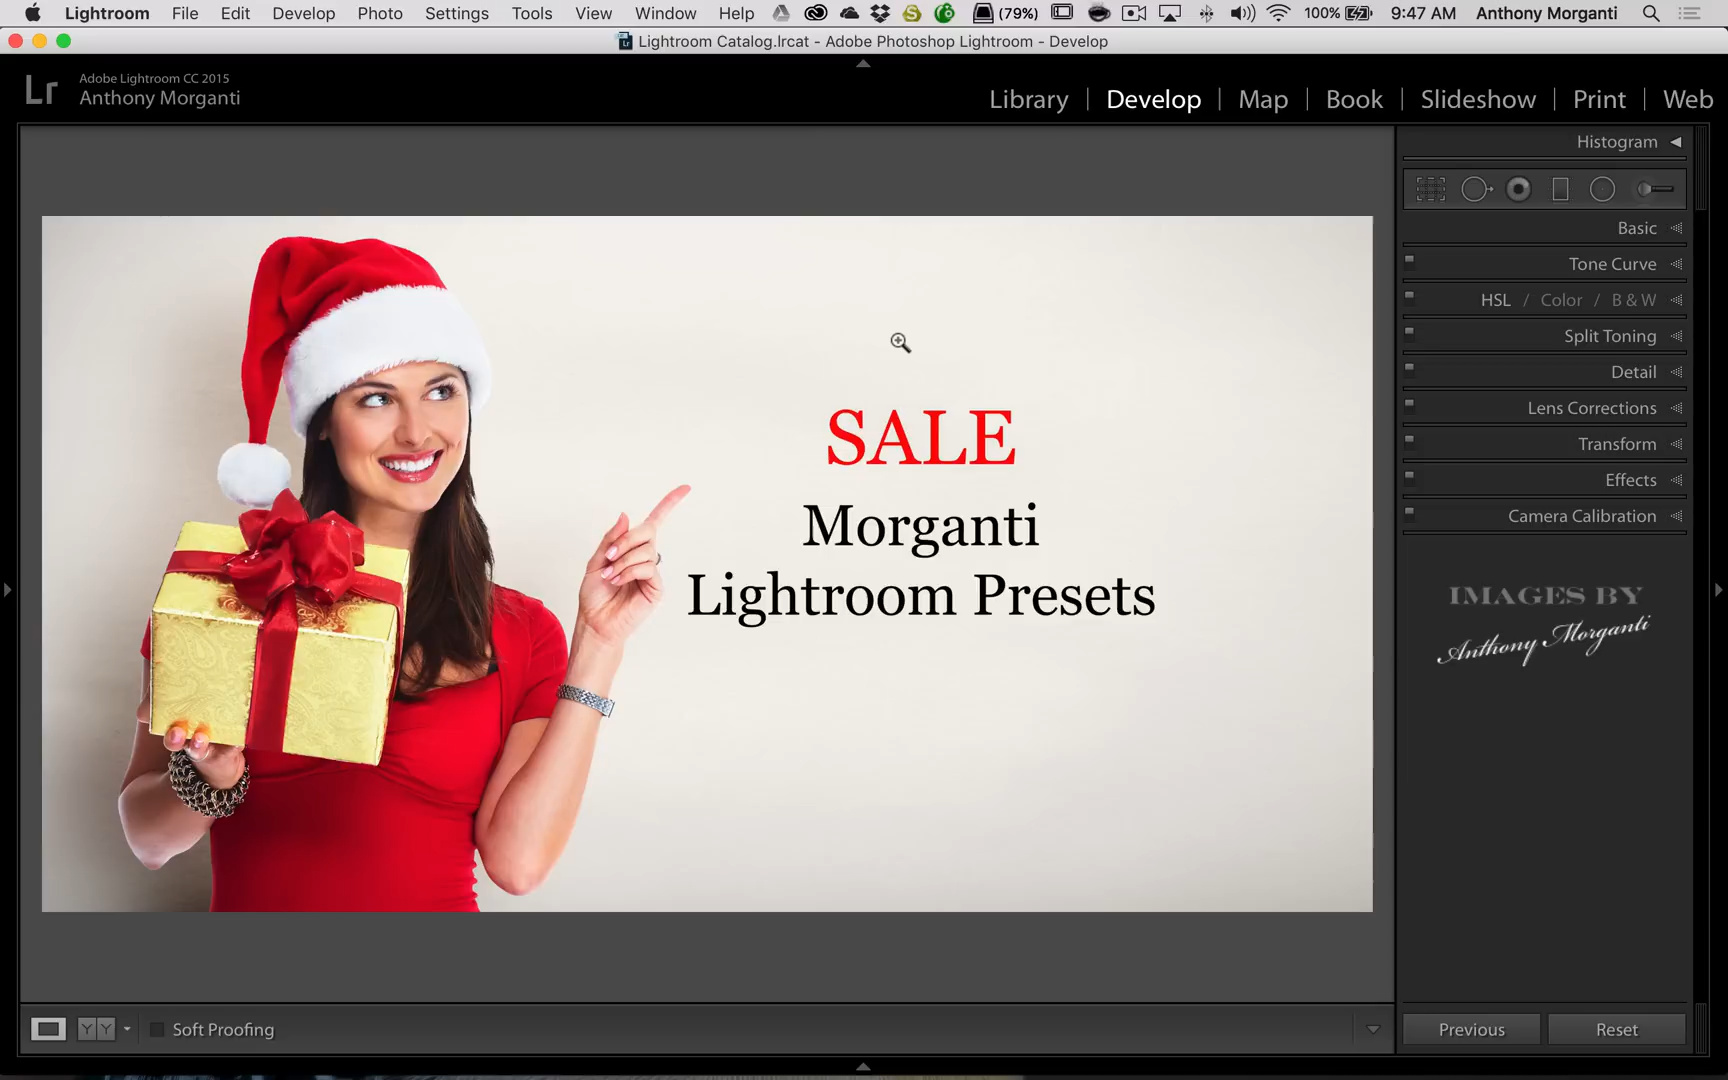 Lightroom File Edit Develop Photo Settings Tools View Window Help (79%) 100% 9:47 AM Anthony Morganti
Lightroom Catalog.lrcat - Adobe Photoshop Lightroom - Develop
Lr
Adobe Lightroom CC 2015
Anthony Morganti
Library | Develop | Map | Book | Slideshow | Print | Web
Histogram
Basic
Tone Curve
HSL / Color / B & W
Split Toning
Detail
Lens Corrections
Transform
Effects
Camera Calibration
SALE
Morganti
Lightroom Presets
IMAGES BY
Anthony Morganti
Y Y
Soft Proofing
Previous
Reset